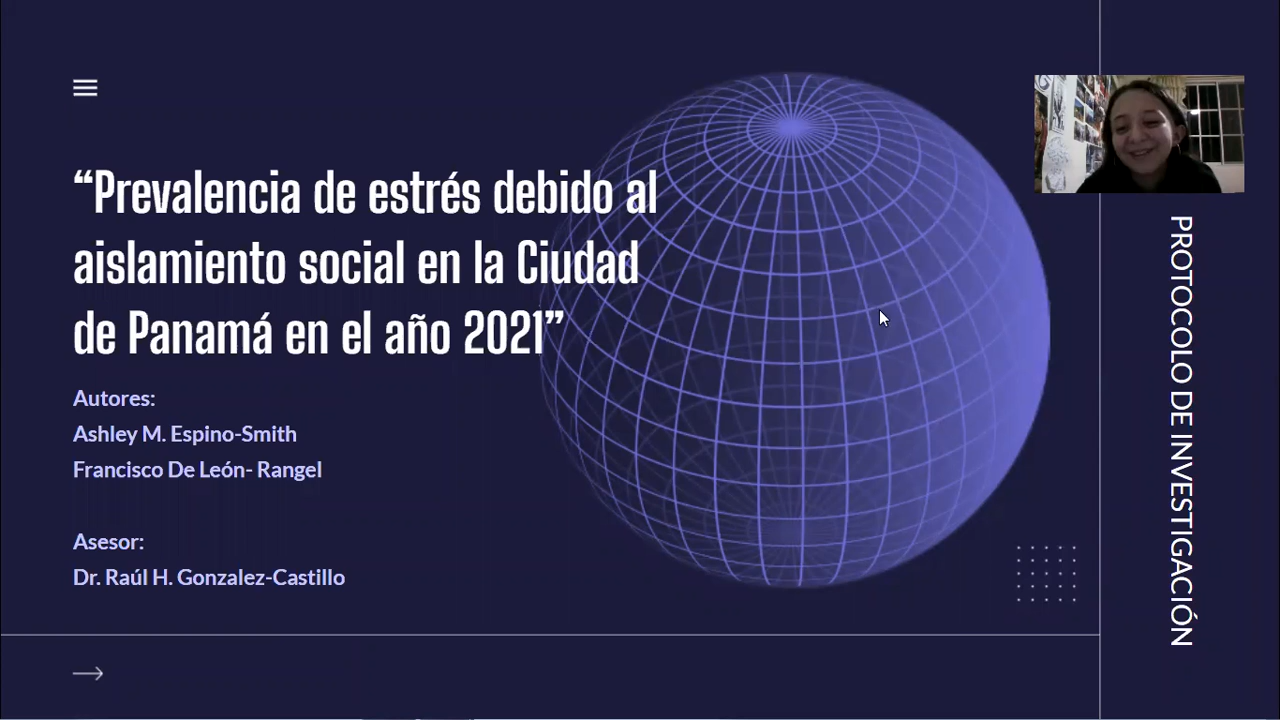 “Prevalencia de estrés debido al
aislamiento social en la Ciudad
de Panamá en el año 2021”
Autores:
Ashley M. Espino-Smith
Francisco De León- Rangel
Asesor:
Dr. Raúl H. Gonzalez-Castillo
PROTOCOLO DE INVESTIGACIÓN